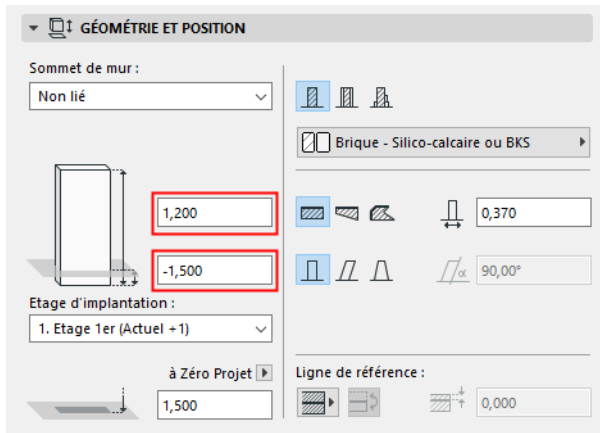 GÉOMÉTRIE ET POSITION
Sommet de mur :
Non lié
1,200
-1,500
Etage d'implantation :
1. Etage 1er (Actuel +1)
à Zéro Projet
1,500
Brique - Silico-calcaire ou BKS
0,370
α 90,00°
Ligne de référence :
0,000